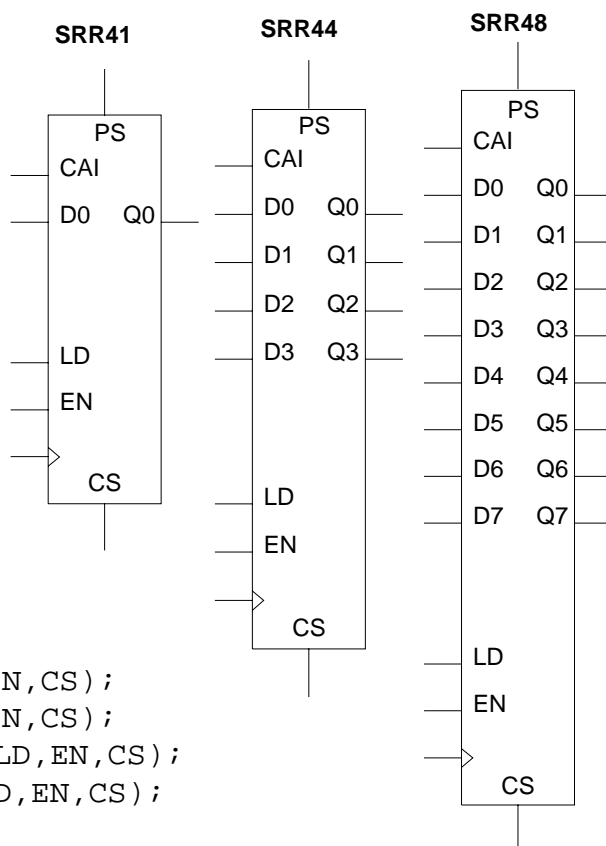 SRR41
SRR44
SRR48
PS
CAI
D0 Q0
LD
EN
CS
PS
CAI
D0 Q0
D1 Q1
D2 Q2
D3 Q3
LD
EN
CS
PS
CAI
D0 Q0
D1 Q1
D2 Q2
D3 Q3
D4 Q4
D5 Q5
D6 Q6
D7 Q7
LD
EN
CS
N,CS);
N,CS);
LD,EN,CS);
D,EN,CS);